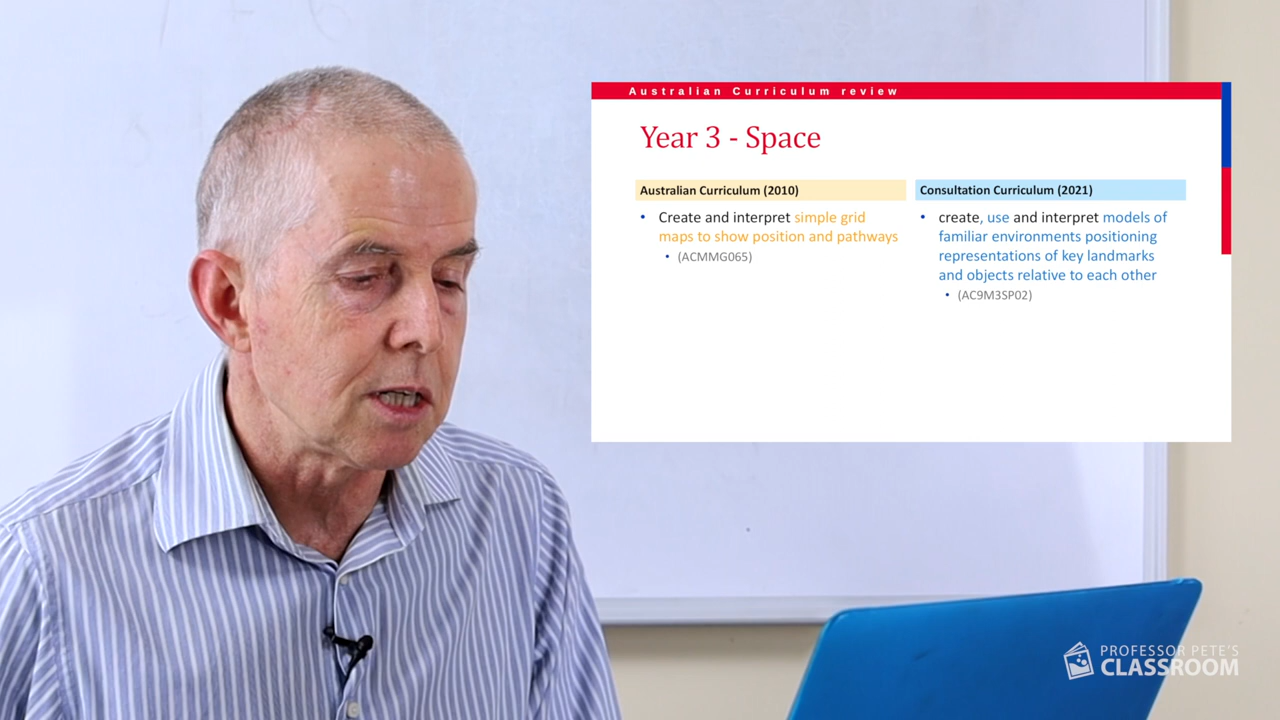 Australian Curriculum review
Year 3 - Space
Australian Curriculum (2010)
• Create and interpret simple grid
maps to show position and pathways
• (ACMMG065)
Consultation Curriculum (2021)
• create, use and interpret models of
familiar environments positioning
representations of key landmarks
and objects relative to each other
• (AC9M3SP02)
PROFESSOR PETE'S
CLASSROOM